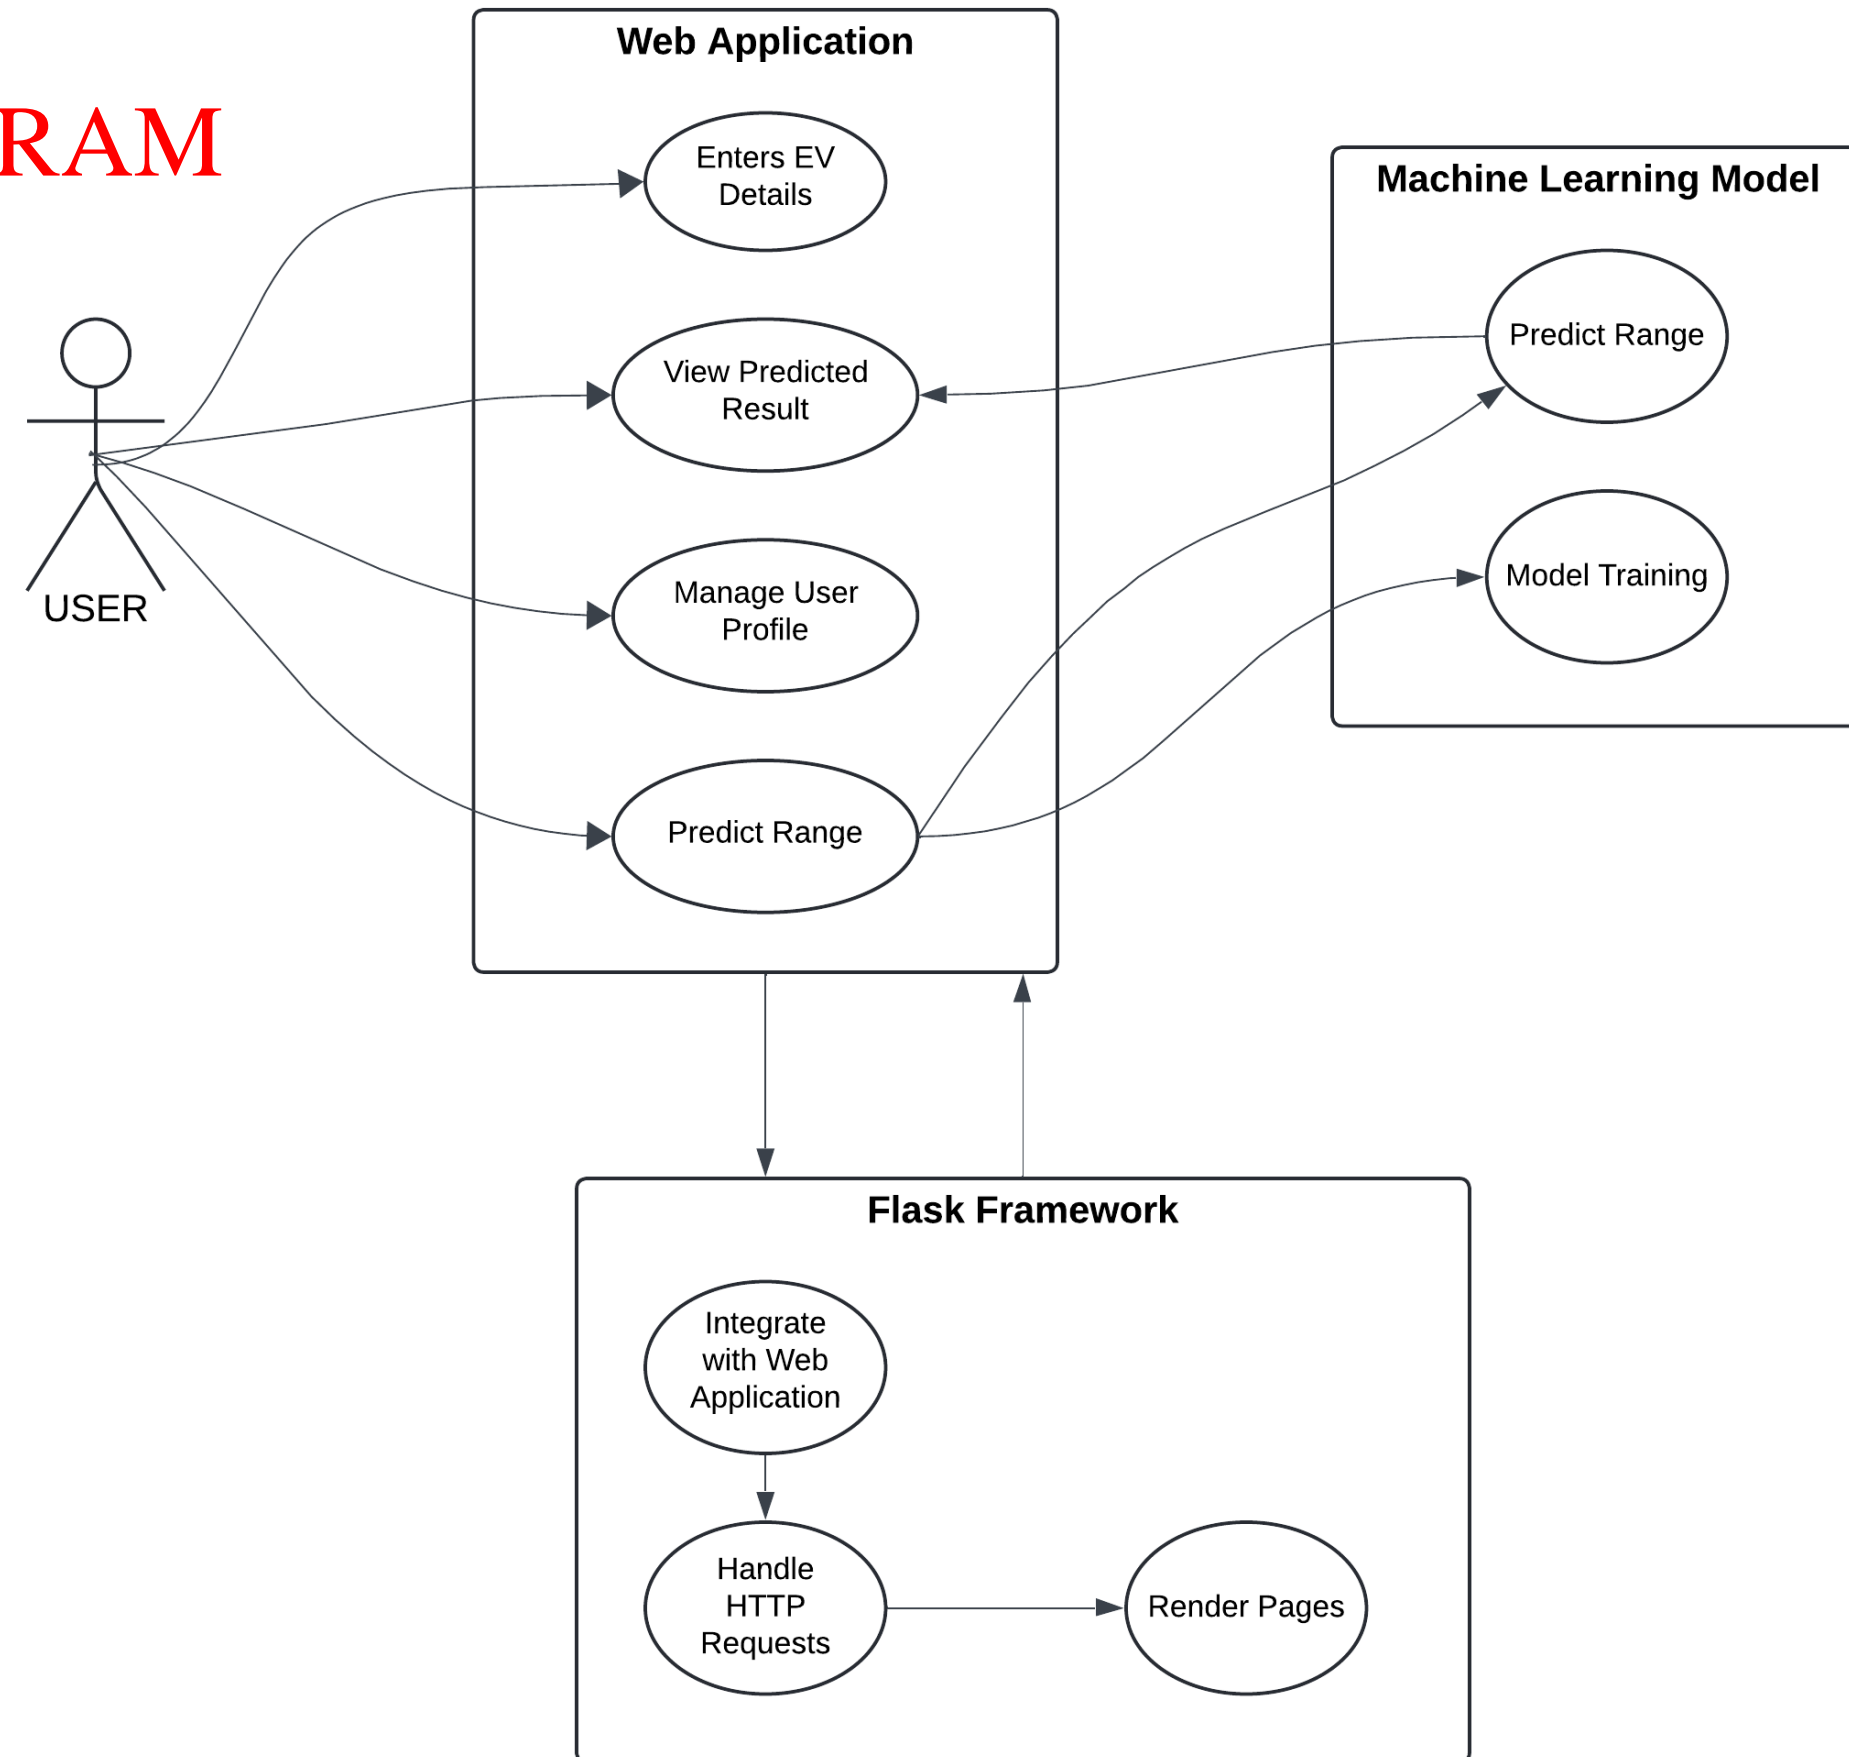 RAM
Web Application
Enters EV
Details
View Predicted
Result
Manage User
Profile
Predict Range
USER
Machine Learning Model
Predict Range
Model Training
Flask Framework
Integrate
with Web
Application
Handle
HTTP
Requests
Render Pages